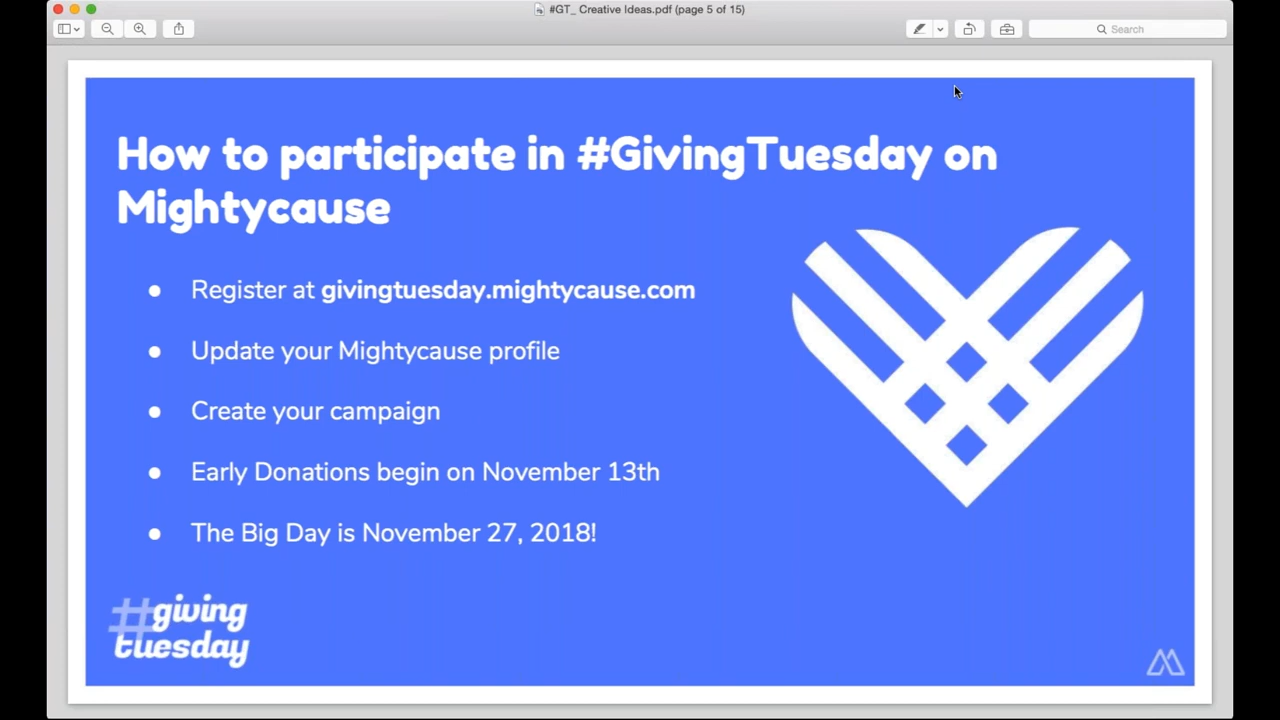 #GT_ Creative Ideas.pdf (page 5 of 15)
Search
How to participate in #GivingTuesday on
Mightycause
● Register at givingtuesday.mightycause.com
● Update your Mightycause profile
● Create your campaign
● Early Donations begin on November 13th
● The Big Day is November 27, 2018!
#giving
tuesday